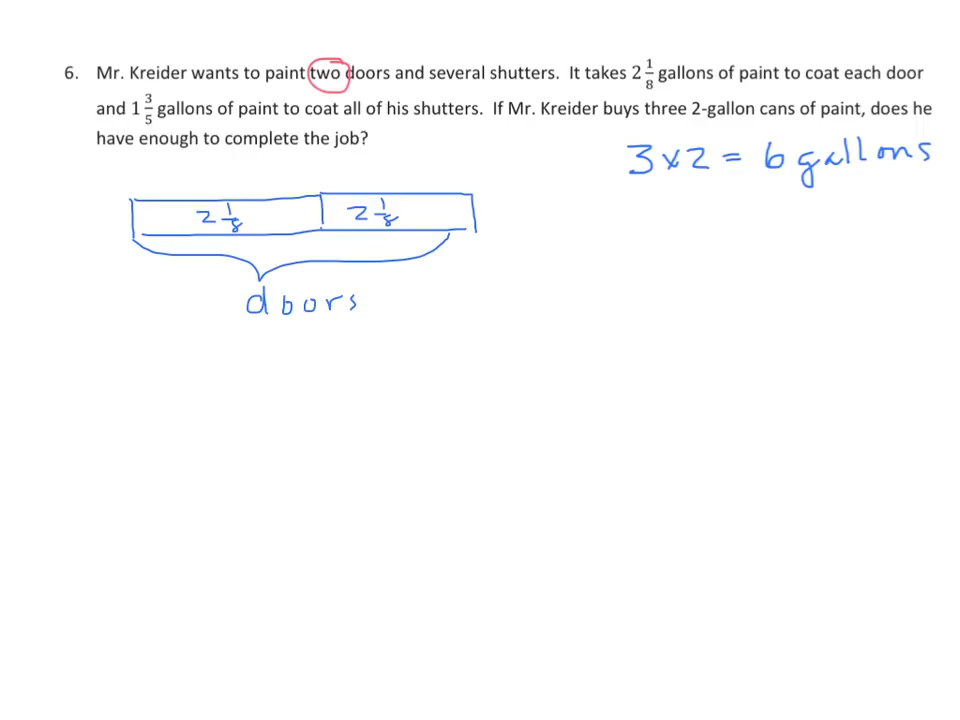 6. Mr. Kreider wants to paint two doors and several shutters. It takes 2 1/8 gallons of paint to coat each door
and 1 3/5 gallons of paint to coat all of his shutters. If Mr. Kreider buys three 2-gallon cans of paint, does he
have enough to complete the job?
3 x 2 = 6 gallons
2 1/8 2 1/8
doors